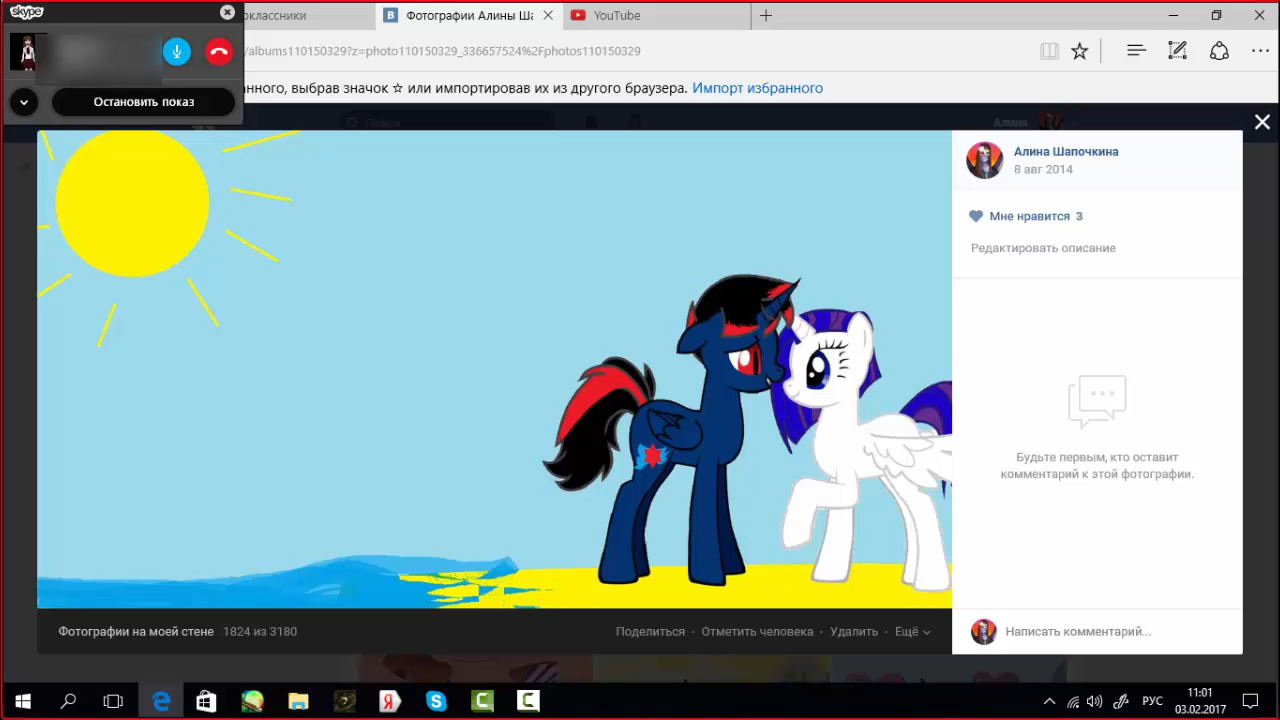 skype
оклассники
Фотографии Алины Ша
YouTube
/albums110150329?z=photo110150329_336657524%2Fphotos110150329
Остановить показ
анного, выбрав значок ☆ или импортировав их из другого браузера. Импорт избранного
Поиск
Алина
Алина Шапочкина
8 авг 2014
Мне нравится 3
Редактировать описание
Будьте первым, кто оставит
комментарий к этой фотографии.
Фотографии на моей стене 1824 из 3180
Поделиться · Отметить человека · Удалить · Ещё
Написать комментарий...
РУС
11:01
03.02.2017